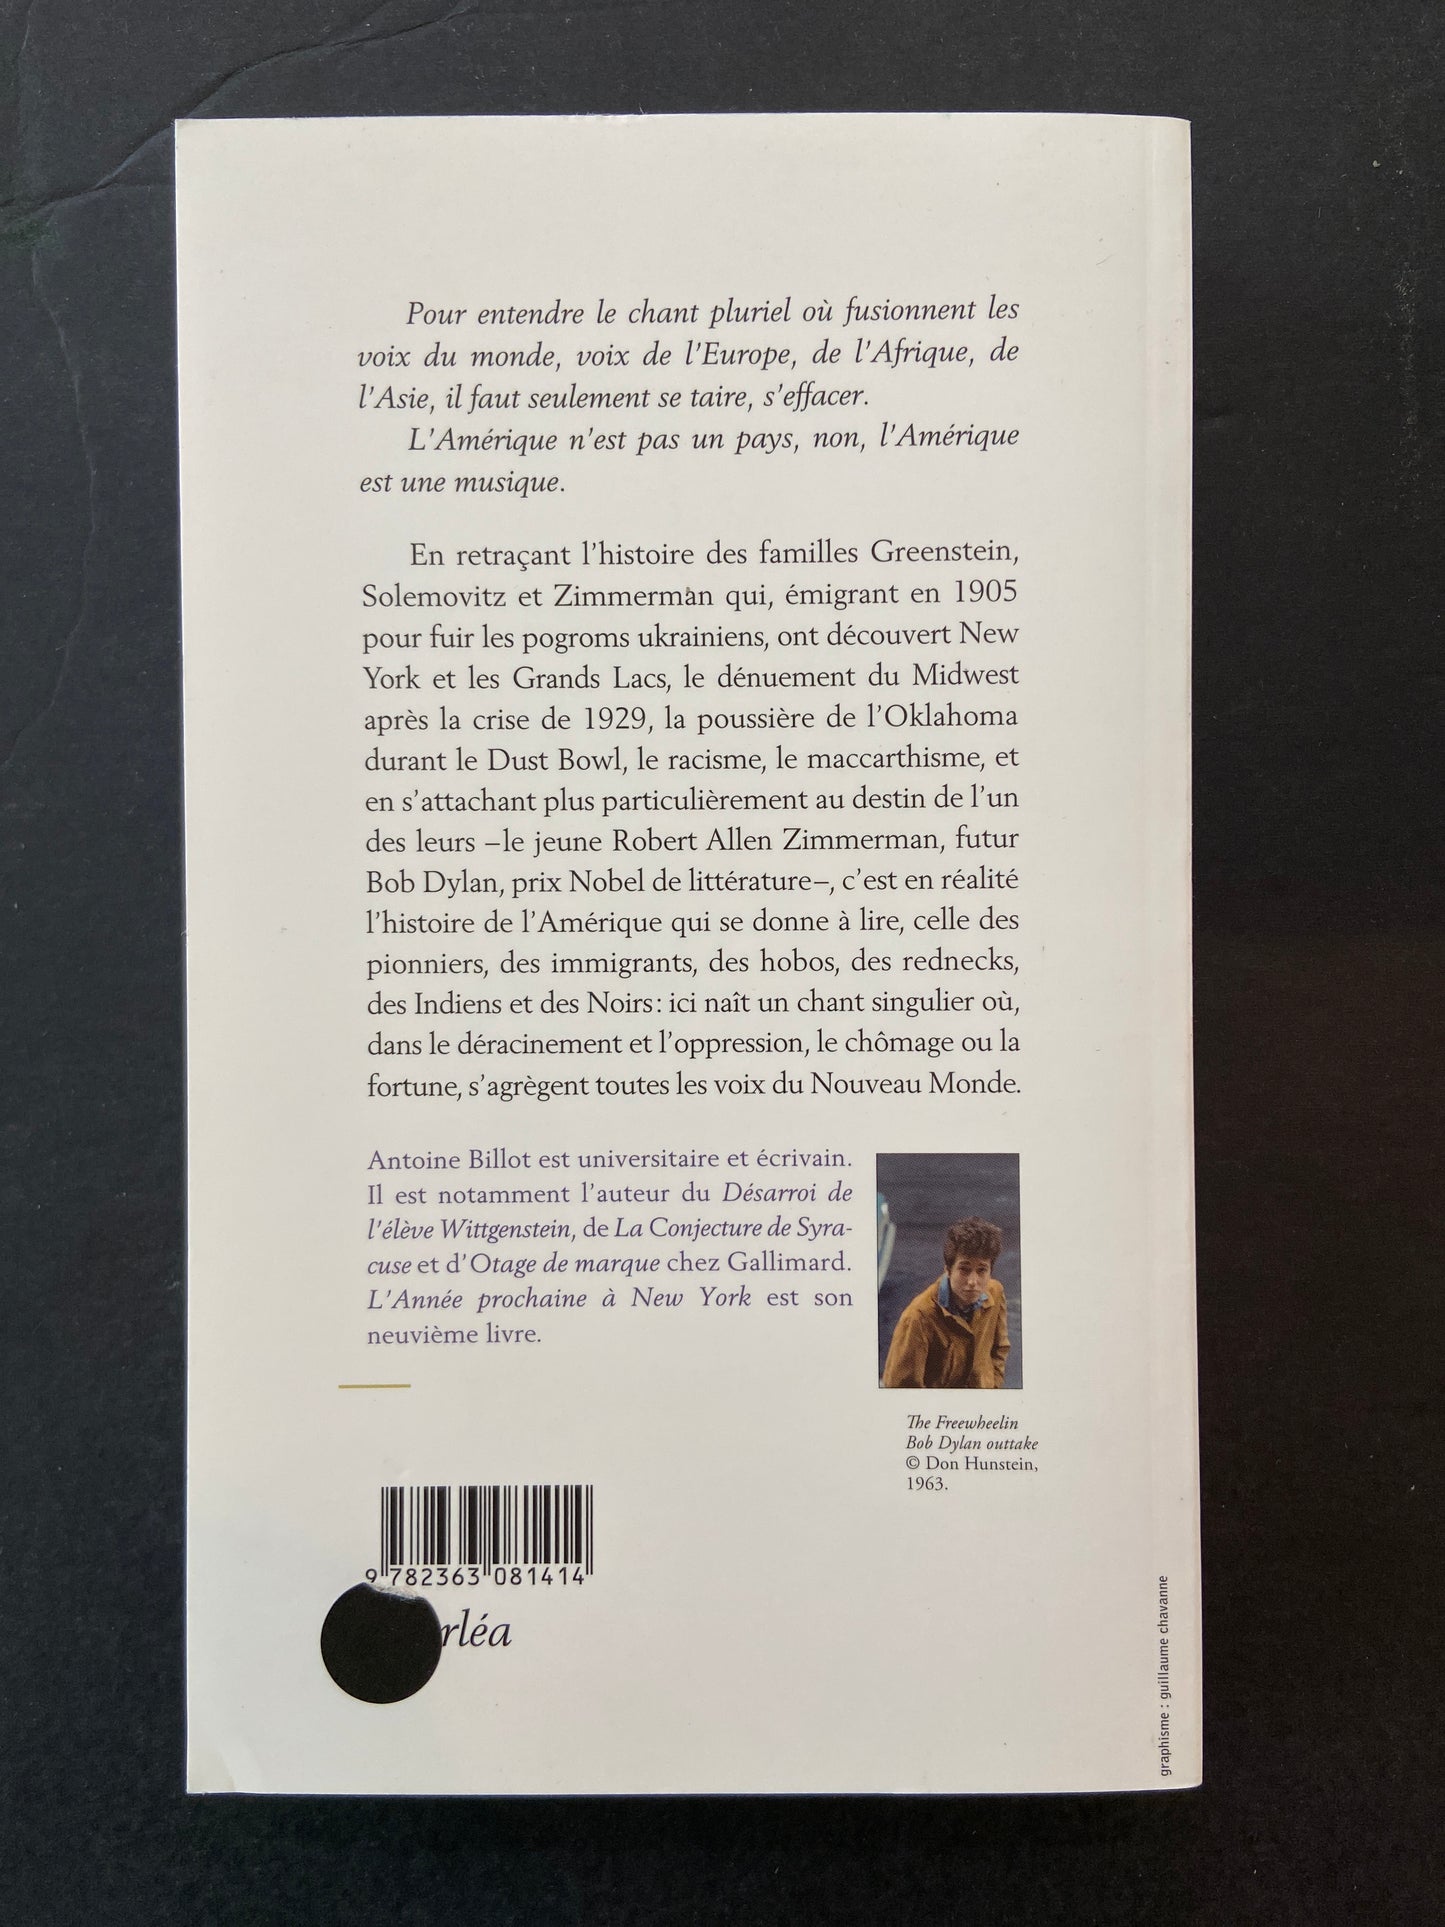 Pour entendre le chant pluriel où fusionnent les
voix du monde, voix de l'Europe, de l'Afrique, de
l'Asie, il faut seulement se taire, s'effacer.
L'Amérique n'est pas un pays, non, l'Amérique
est une musique.
En retraçant l'histoire des familles Greenstein,
Solemovitz et Zimmerman qui, émigrant en 1905
pour fuir les pogroms ukrainiens, ont découvert New
York et les Grands Lacs, le dénuement du Midwest
après la crise de 1929, la poussière de l'Oklahoma
durant le Dust Bowl, le racisme, le maccarthisme, et
en s'attachant plus particulièrement au destin de l'un
des leurs –le jeune Robert Allen Zimmerman, futur
Bob Dylan, prix Nobel de littérature–, c'est en réalité
l'histoire de l'Amérique qui se donne à lire, celle des
pionniers, des immigrants, des hobos, des rednecks,
des Indiens et des Noirs: ici naît un chant singulier où,
dans le déracinement et l'oppression, le chômage ou la
fortune, s'agrègent toutes les voix du Nouveau Monde.
Antoine Billot est universitaire et écrivain.
Il est notamment l'auteur du Désarroi de
l'élève Wittgenstein, de La Conjecture de Syra-
cuse et d'Otage de marque chez Gallimard.
L'Année prochaine à New York est son
neuvième livre.
The Freewheelin
Bob Dylan outtake
© Don Hunstein,
1963.
9 782363 081414
rléa
graphisme : guillaume chavanne